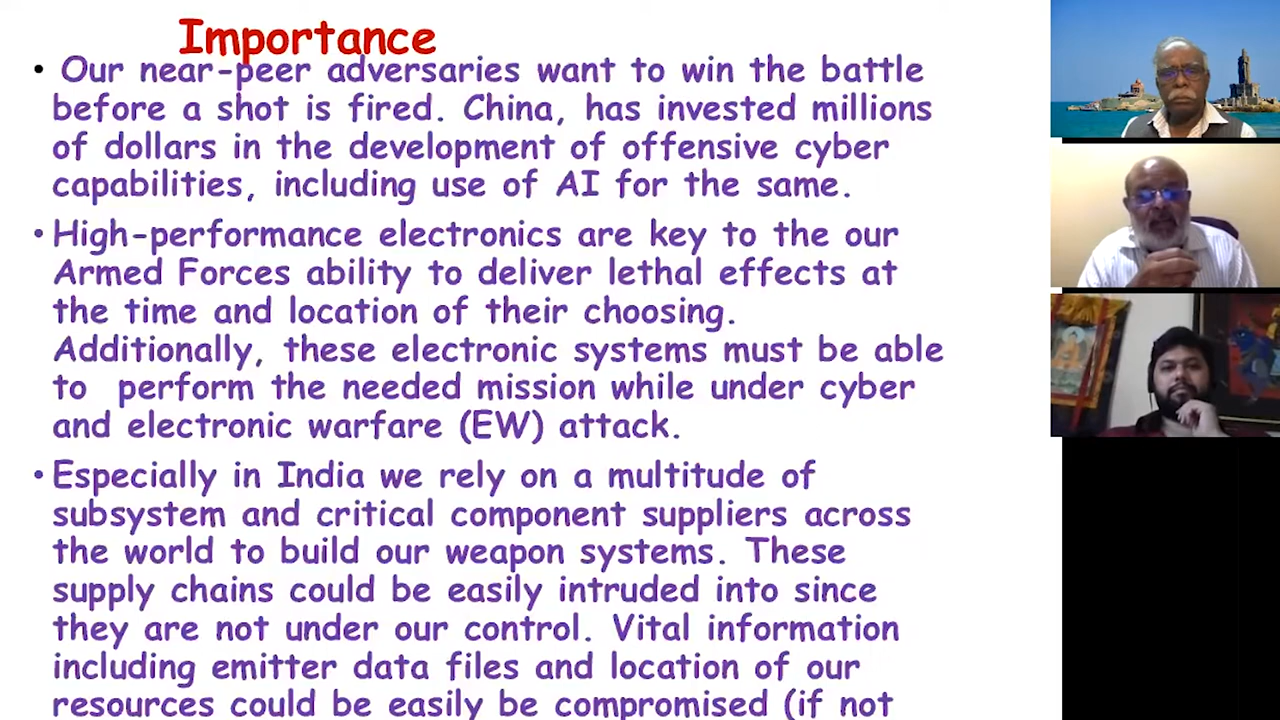 Importance
• Our near-peer adversaries want to win the battle
before a shot is fired. China, has invested millions
of dollars in the development of offensive cyber
capabilities, including use of AI for the same.
• High-performance electronics are key to the our
Armed Forces ability to deliver lethal effects at
the time and location of their choosing.
Additionally, these electronic systems must be able
to perform the needed mission while under cyber
and electronic warfare (EW) attack.
• Especially in India we rely on a multitude of
subsystem and critical component suppliers across
the world to build our weapon systems. These
supply chains could be easily intruded into since
they are not under our control. Vital information
including emitter data files and location of our
resources could be easily be compromised (if not